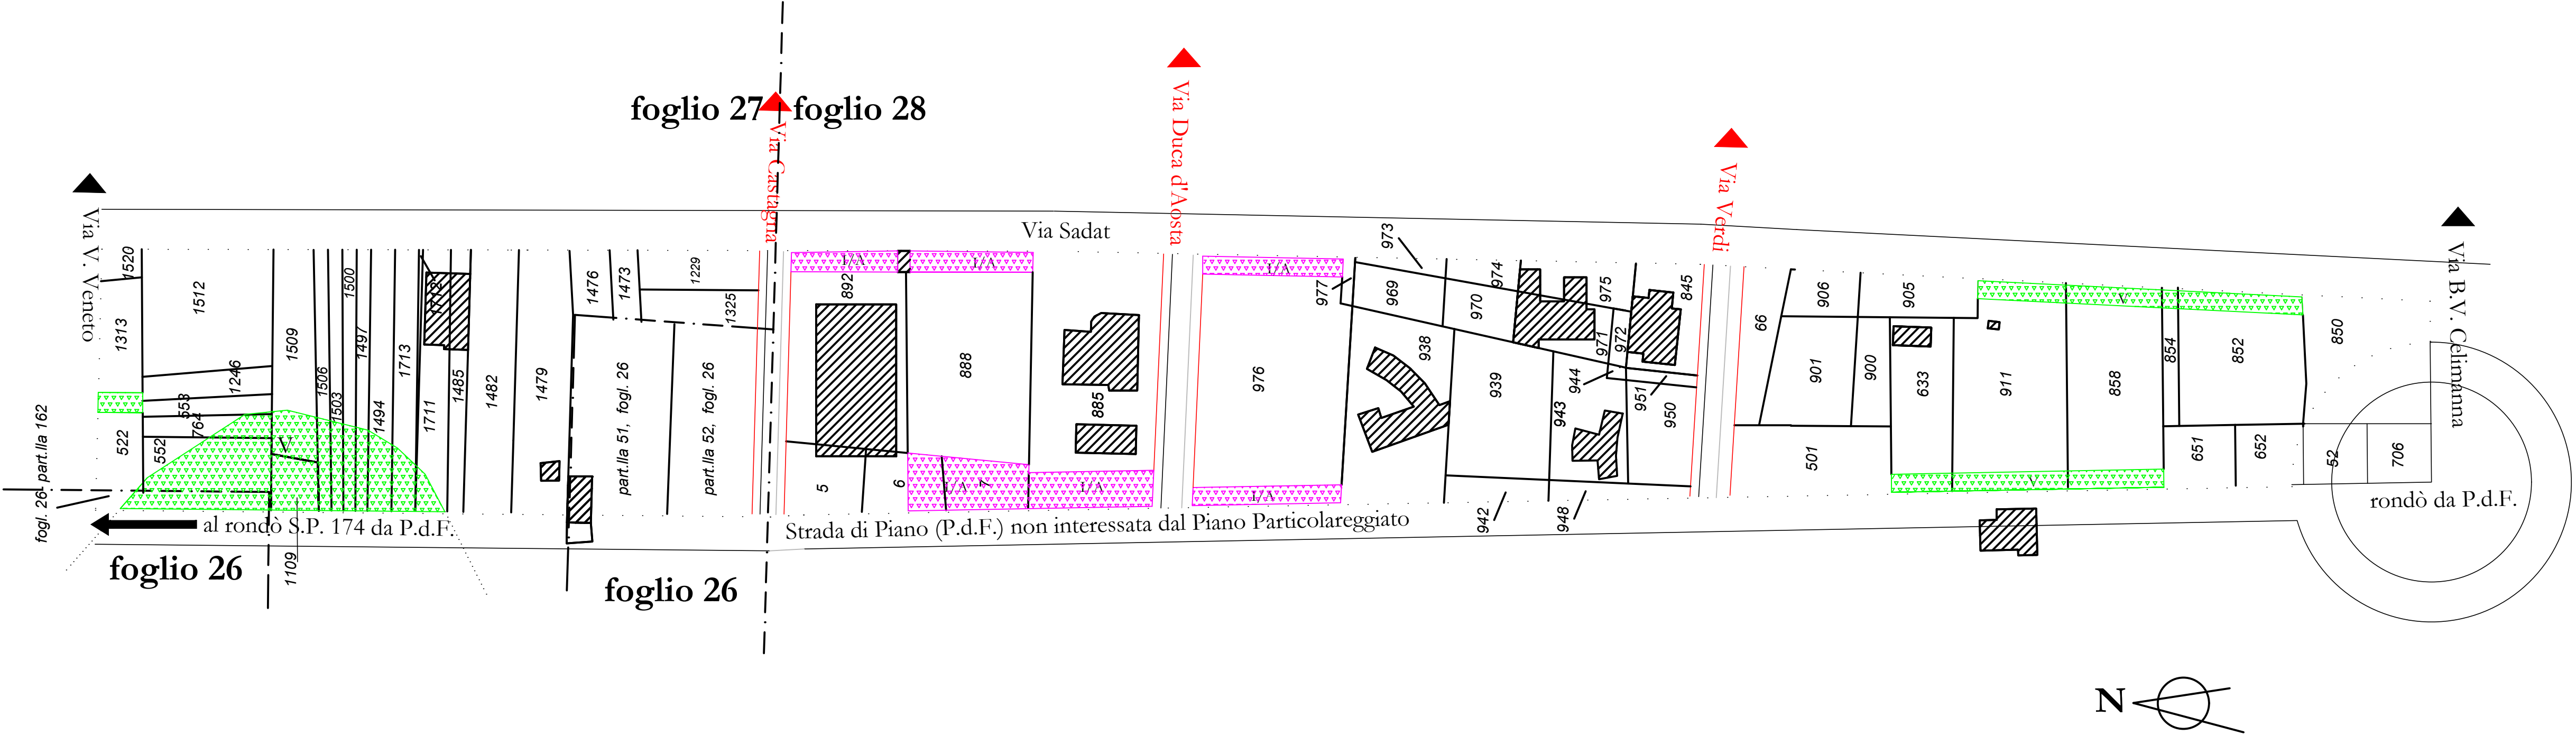 foglio 27
foglio 28
Via V. Veneto
Via Castagna
Via Duca d'Aosta
Via Verdi
Via B.V. Celimanna
Via Sadat
1520
1313
1512
1246
553
764
552
522
V
1509
1506
1503
1500
1497
1494
1713
1711
1712
1485
1482
1479
1476
1473
1229
1325
part.lla 51, fogl. 26
part.lla 52, fogl. 26
I/A
892
I/A
888
885
5
6
I/A
7
I/A
I/A
976
I/A
977
973
969
970
974
975
971
972
845
938
939
944
943
951
950
942
948
66
906
905
901
900
501
633
911
858
V
V
854
852
850
651
652
52
706
rondò da P.d.F.
fogl. 26 part.lla 162
al rondò S.P. 174 da P.d.F.
Strada di Piano (P.d.F.) non interessata dal Piano Particolareggiato
1109
foglio 26
foglio 26
N